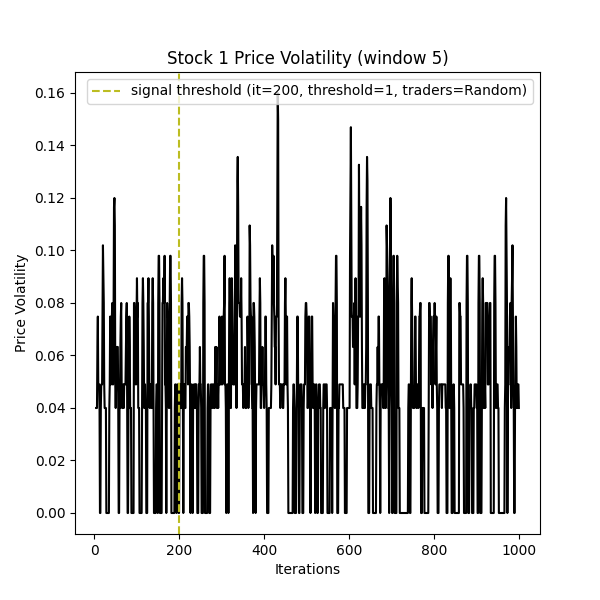 Stock 1 Price Volatility (window 5)
signal threshold (it=200, threshold=1, traders=Random)
0.16
0.14
0.12
0.10
0.08
0.06
0.04
0.02
0.00
Price Volatility
0 200 400 600 800 1000
Iterations